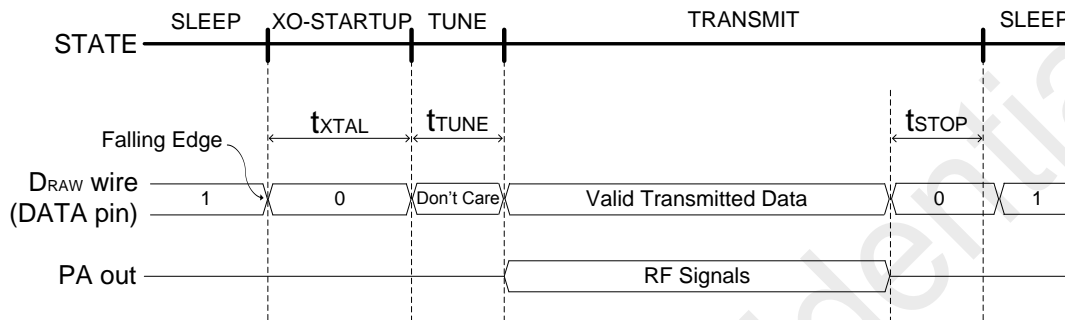 SLEEP XO-STARTUP TUNE TRANSMIT SLEEP
STATE
tXTAL tTUNE tSTOP
Falling Edge
DRAW wire
(DATA pin)
1 0 Don't Care Valid Transmitted Data 0 1
PA out RF Signals